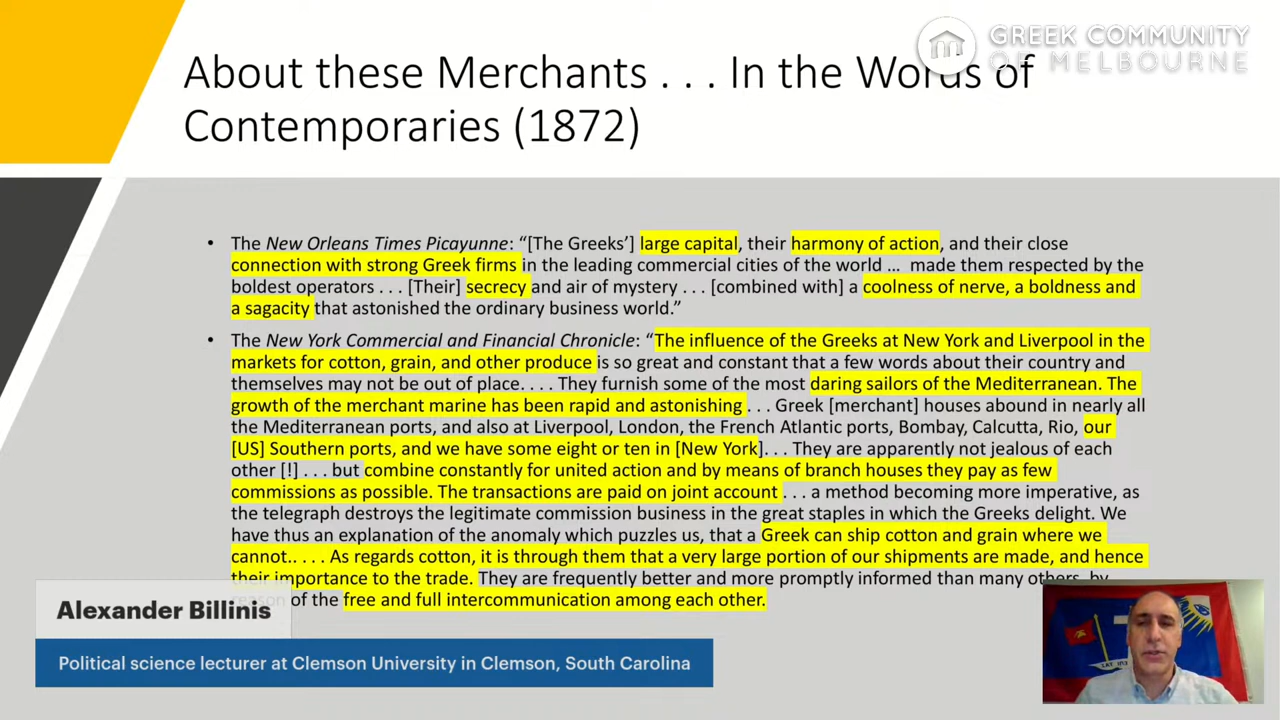 GREEK COMMUNITY
OF MELBOURNE
About these Merchants . . . In the Words of
Contemporaries (1872)
• The New Orleans Times Picayunne: “[The Greeks’] large capital, their harmony of action, and their close
connection with strong Greek firms in the leading commercial cities of the world … made them respected by the
boldest operators . . . [Their] secrecy and air of mystery . . . [combined with] a coolness of nerve, a boldness and
a sagacity that astonished the ordinary business world.”
• The New York Commercial and Financial Chronicle: “The influence of the Greeks at New York and Liverpool in the
markets for cotton, grain, and other produce is so great and constant that a few words about their country and
themselves may not be out of place. . . . They furnish some of the most daring sailors of the Mediterranean. The
growth of the merchant marine has been rapid and astonishing . . . Greek [merchant] houses abound in nearly all
the Mediterranean ports, and also at Liverpool, London, the French Atlantic ports, Bombay, Calcutta, Rio, our
[US] Southern ports, and we have some eight or ten in [New York]. . . They are apparently not jealous of each
other [!] . . . but combine constantly for united action and by means of branch houses they pay as few
commissions as possible. The transactions are paid on joint account . . . a method becoming more imperative, as
the telegraph destroys the legitimate commission business in the great staples in which the Greeks delight. We
have thus an explanation of the anomaly which puzzles us, that a Greek can ship cotton and grain where we
cannot.. . . . As regards cotton, it is through them that a very large portion of our shipments are made, and hence
their importance to the trade. They are frequently better and more promptly informed than many others, by
reason of the free and full intercommunication among each other.
Alexander Billinis
Political science lecturer at Clemson University in Clemson, South Carolina